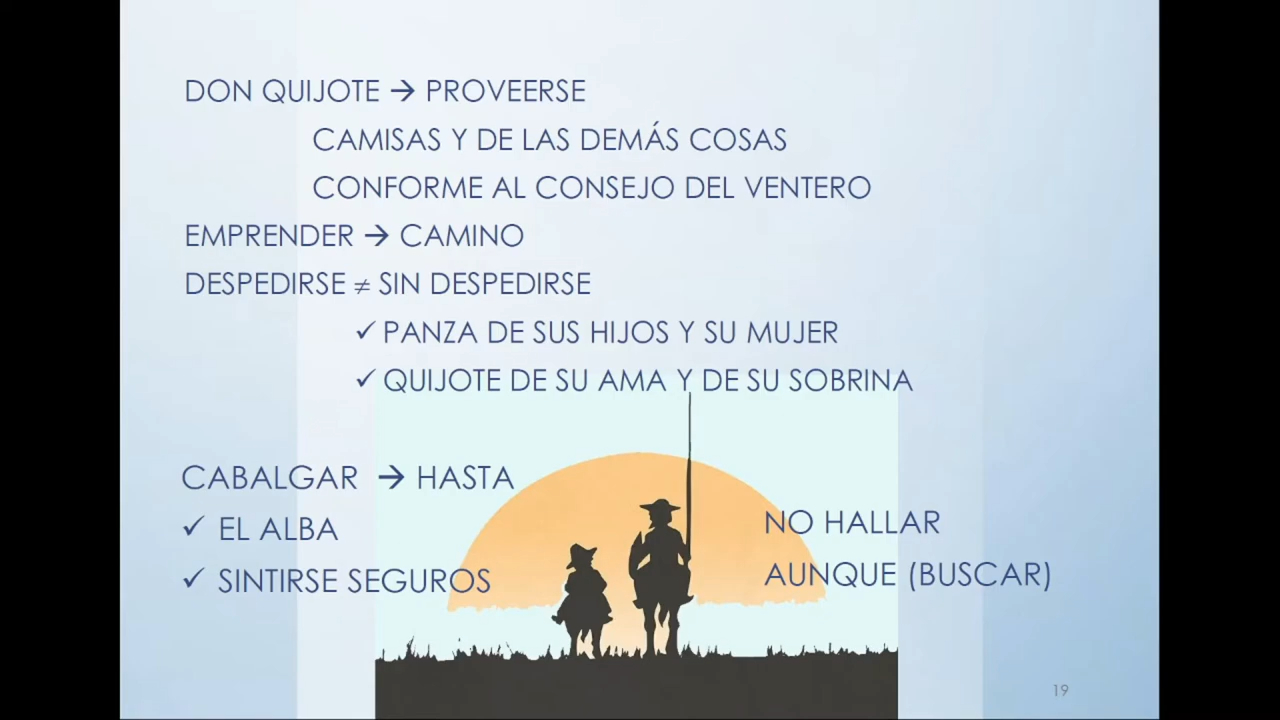 DON QUIJOTE → PROVEERSE
CAMISAS Y DE LAS DEMÁS COSAS
CONFORME AL CONSEJO DEL VENTERO
EMPRENDER → CAMINO
DESPEDIRSE ≠ SIN DESPEDIRSE
✓ PANZA DE SUS HIJOS Y SU MUJER
✓ QUIJOTE DE SU AMA Y DE SU SOBRINA
CABALGAR → HASTA
✓ EL ALBA
✓ SINTIRSE SEGUROS
NO HALLAR
AUNQUE (BUSCAR)
19